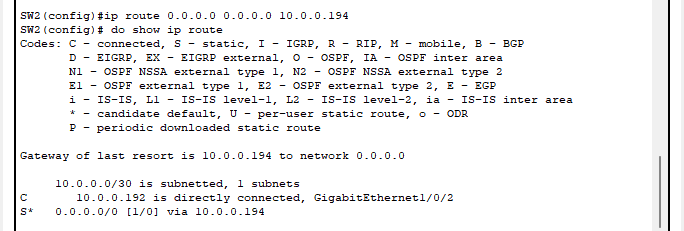 SW2(config)#ip route 0.0.0.0 0.0.0.0 10.0.0.194
SW2(config)# do show ip route
Codes: C - connected, S - static, I - IGRP, R - RIP, M - mobile, B - BGP
       D - EIGRP, EX - EIGRP external, O - OSPF, IA - OSPF inter area
       N1 - OSPF NSSA external type 1, N2 - OSPF NSSA external type 2
       E1 - OSPF external type 1, E2 - OSPF external type 2, E - EGP
       i - IS-IS, L1 - IS-IS level-1, L2 - IS-IS level-2, ia - IS-IS inter area
       * - candidate default, U - per-user static route, o - ODR
       P - periodic downloaded static route
Gateway of last resort is 10.0.0.194 to network 0.0.0.0
     10.0.0.0/30 is subnetted, 1 subnets
C       10.0.0.192 is directly connected, GigabitEthernet1/0/2
S*   0.0.0.0/0 [1/0] via 10.0.0.194